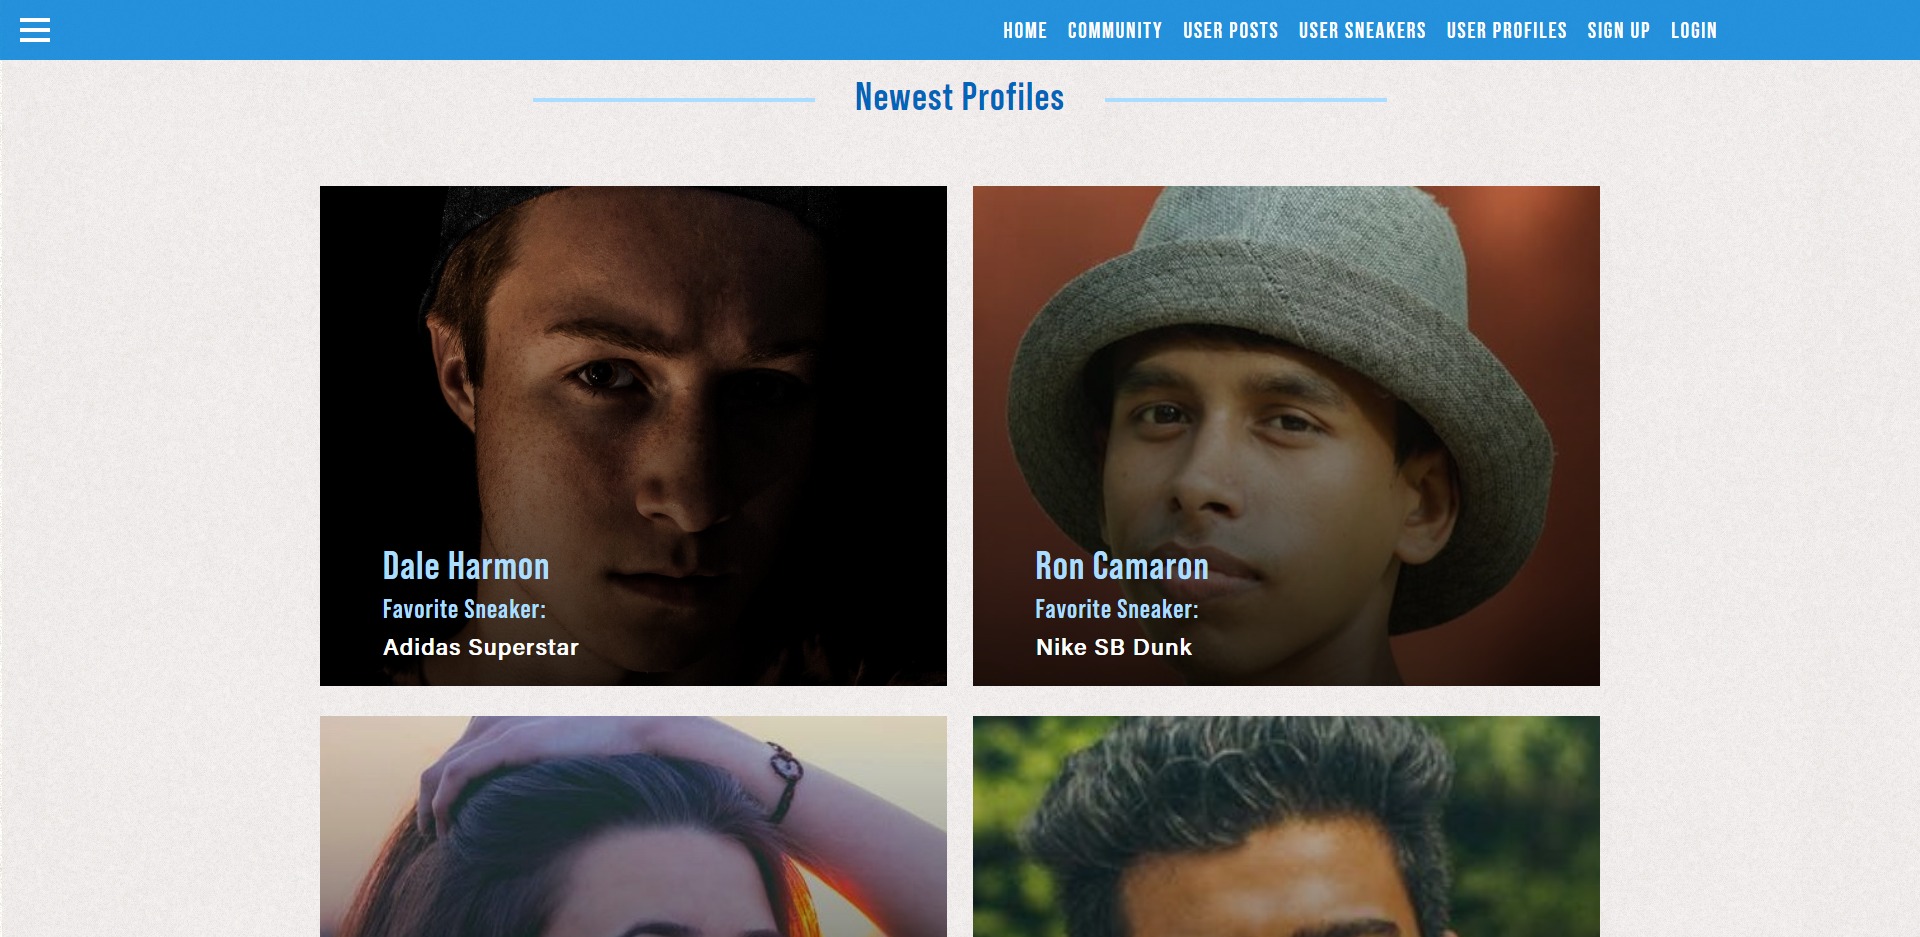 HOME COMMUNITY USER POSTS USER SNEAKERS USER PROFILES SIGN UP LOGIN
Newest Profiles
Dale Harmon
Favorite Sneaker:
Adidas Superstar
Ron Camaron
Favorite Sneaker:
Nike SB Dunk